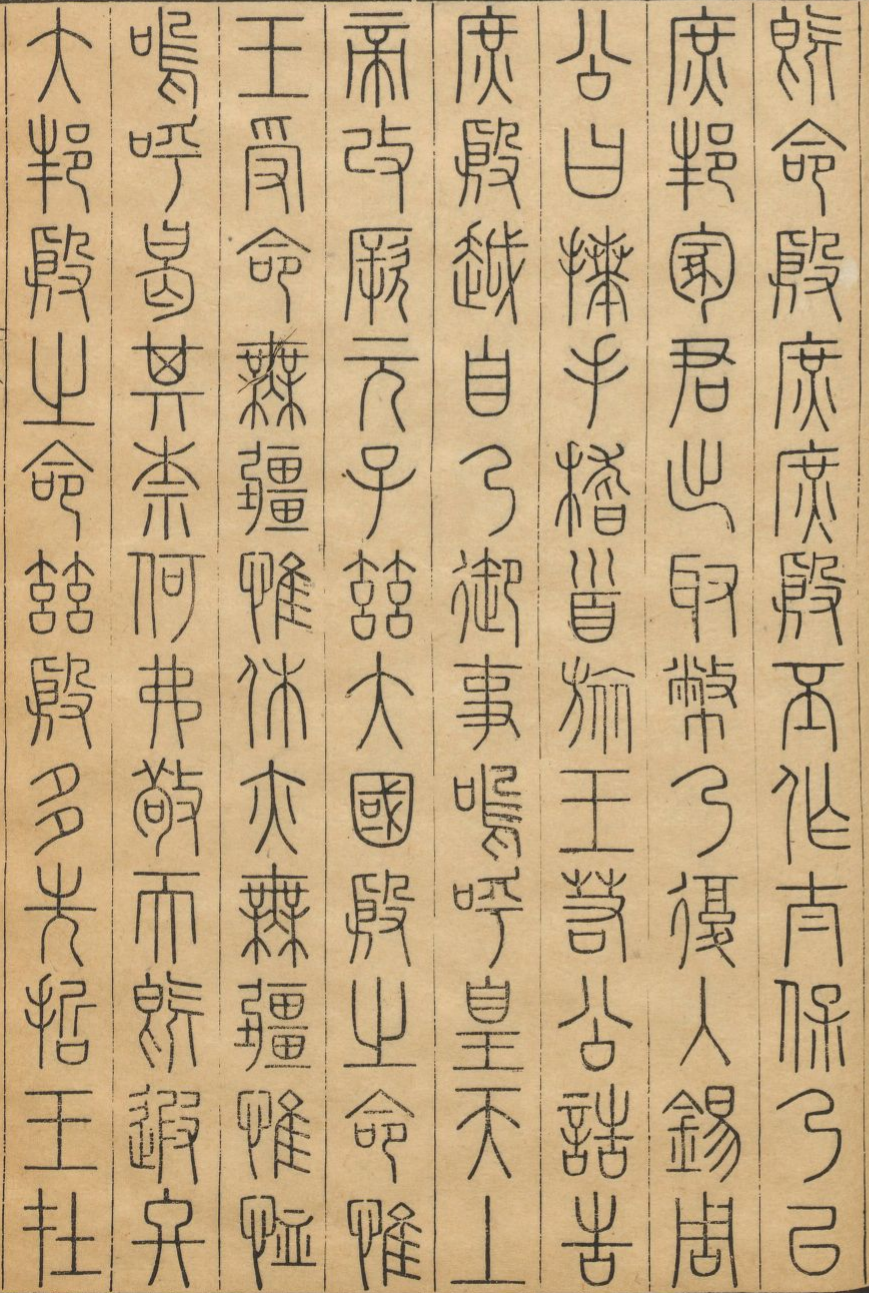 既命殷庶庶殷丕作太保乃以
庶邦冢君出取幣乃復入錫周
公曰拜手稽首旅王若公誥告
庶殷越自乃御事嗚呼皇天上
帝改厥元子茲大國殷之命惟
王受命無疆惟休亦無疆惟恤
嗚呼曷其奈何弗敬天既遐終
大邦殷之命茲殷多先哲王在